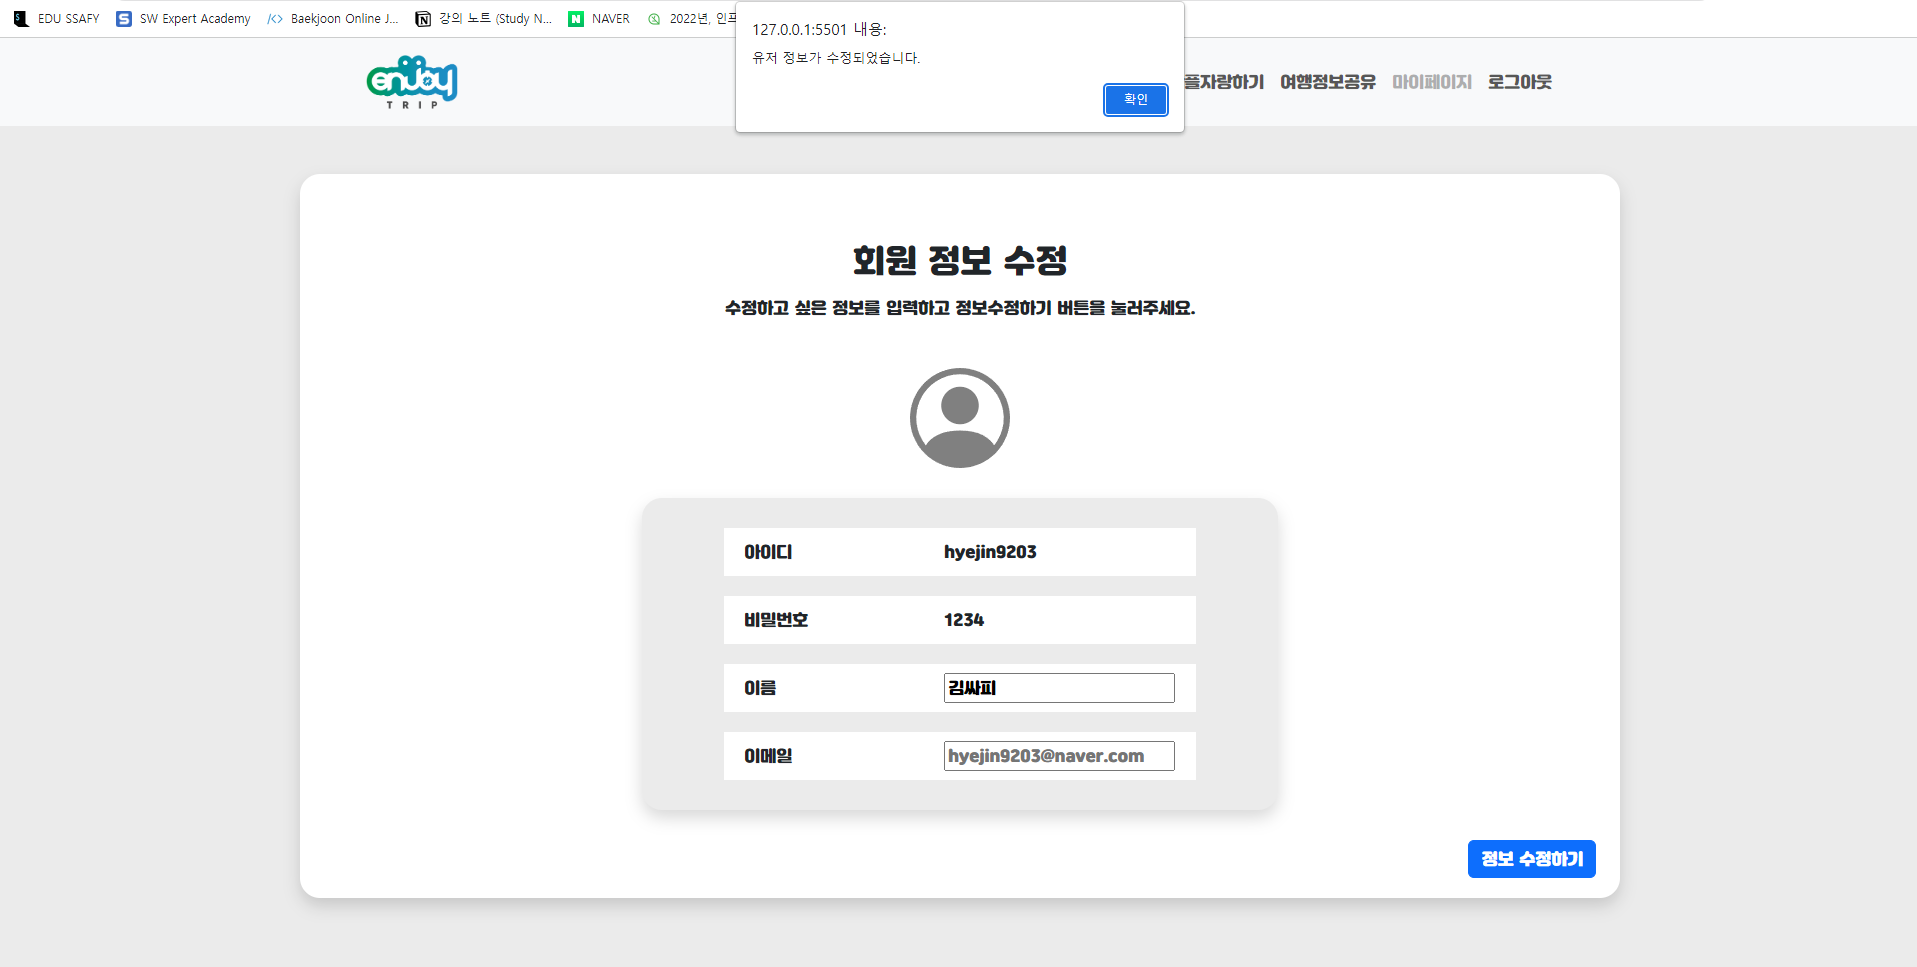 EDU SSAFY SW Expert Academy </> Baekjoon Online J... 강의 노트 (Study N... NAVER 2022년, 인프
127.0.0.1:5501 내용:
유저 정보가 수정되었습니다.
확인
enjoy
TRIP
플자랑하기 여행정보공유 마이페이지 로그아웃
회원 정보 수정
수정하고 싶은 정보를 입력하고 정보수정하기 버튼을 눌러주세요.
아이디 hyejin9203
비밀번호 1234
이름 김싸피
이메일 hyejin9203@naver.com
정보 수정하기